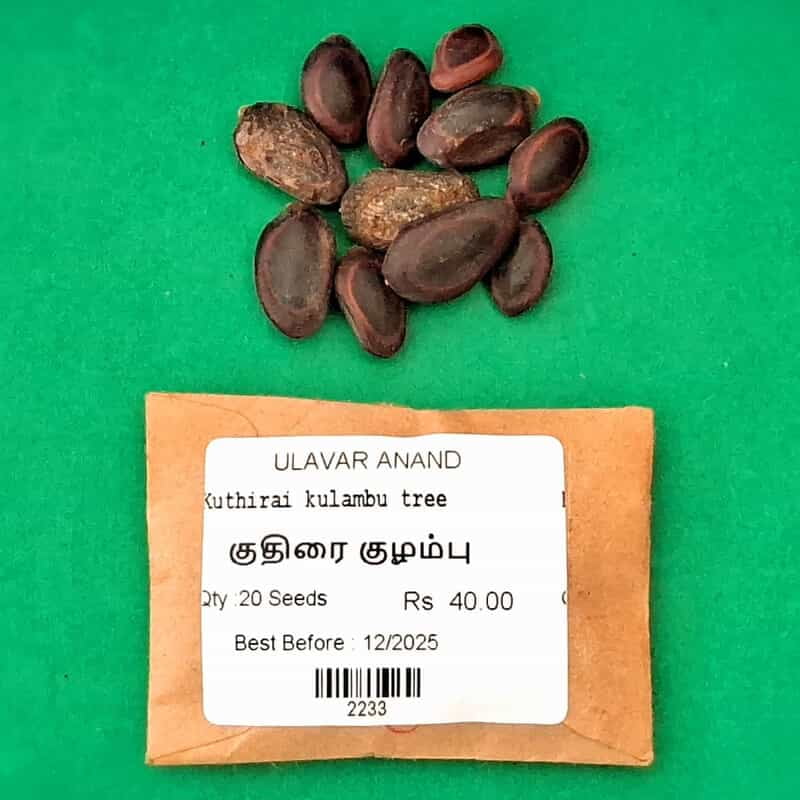 ULAVAR ANAND
Kuthirai kulambu tree
குதிரை குழம்பு
Qty :20 Seeds Rs 40.00
Best Before : 12/2025
2233